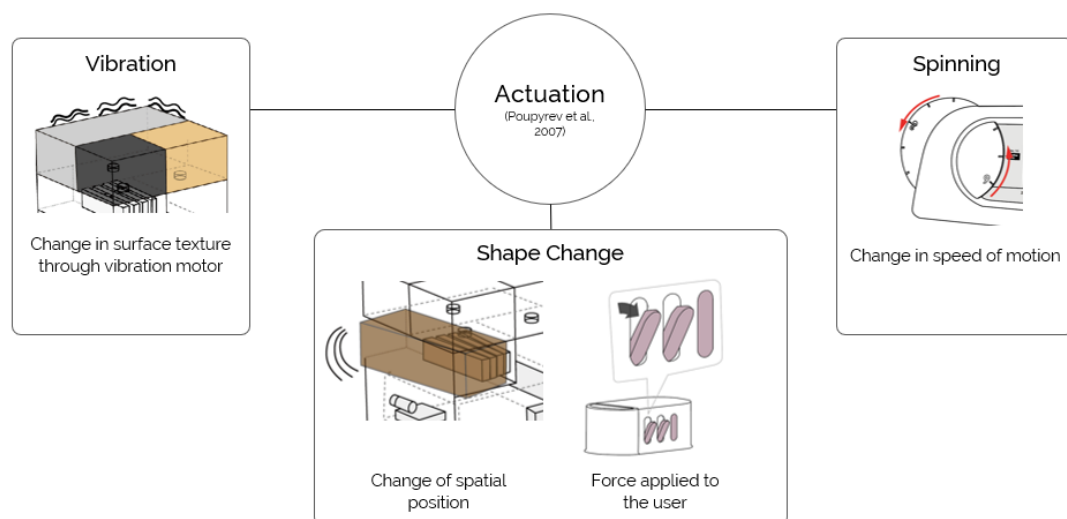 Vibration
Change in surface texture
through vibration motor
Actuation
(Poupyrev et al.,
2007)
Spinning
Change in speed of motion
Shape Change
Change of spatial
position
Force applied to
the user